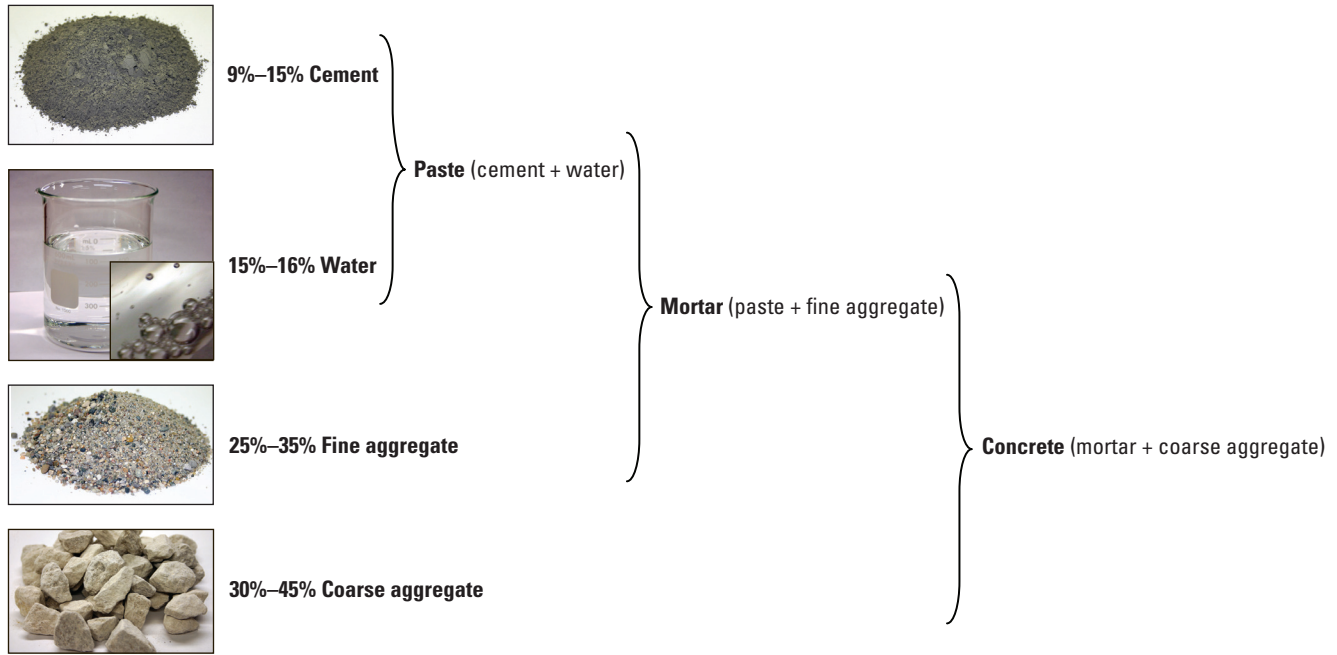 9%–15% Cement
Paste (cement + water)
15%–16% Water
300
Mortar (paste + fine aggregate)
25%–35% Fine aggregate
Concrete (mortar + coarse aggregate)
30%–45% Coarse aggregate